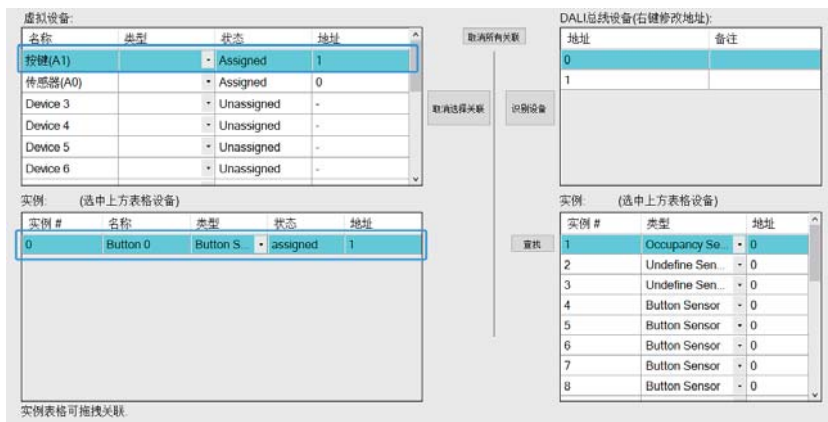 虚拟设备:
名称 类型 状态 地址
按键(A1) Assigned 1
传感器(A0) Assigned 0
Device 3 Unassigned -
Device 4 Unassigned -
Device 5 Unassigned -
Device 6 Unassigned -
实例: (选中上方表格设备)
实例 # 名称 类型 状态 地址
0 Button 0 Button S... assigned 1
实例表格可拖拽关联.
取消所有关联
取消选择关联 识别设备
查找
DALI总线设备(右键修改地址):
地址 备注
0
1
实例: (选中上方表格设备)
实例 # 类型 地址
1 Occupancy Se... 0
2 Undefine Sen... 0
3 Undefine Sen... 0
4 Button Sensor 0
5 Button Sensor 0
6 Button Sensor 0
7 Button Sensor 0
8 Button Sensor 0